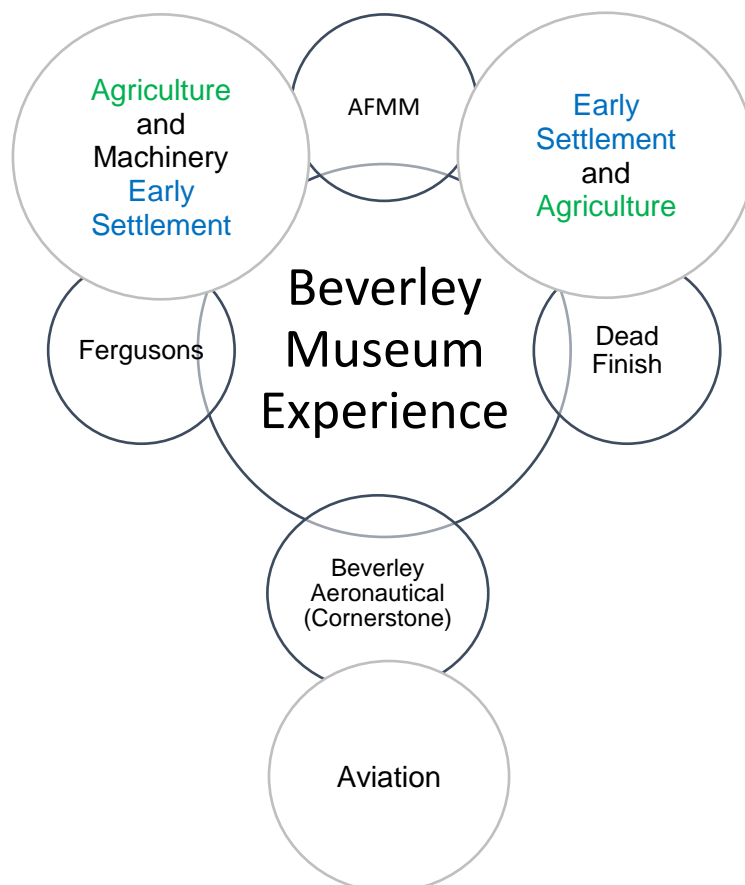 Agriculture
and
Machinery
Early
Settlement
AFMM
Early
Settlement
and
Agriculture
Fergusons
Beverley
Museum
Experience
Dead
Finish
Beverley
Aeronautical
(Cornerstone)
Aviation